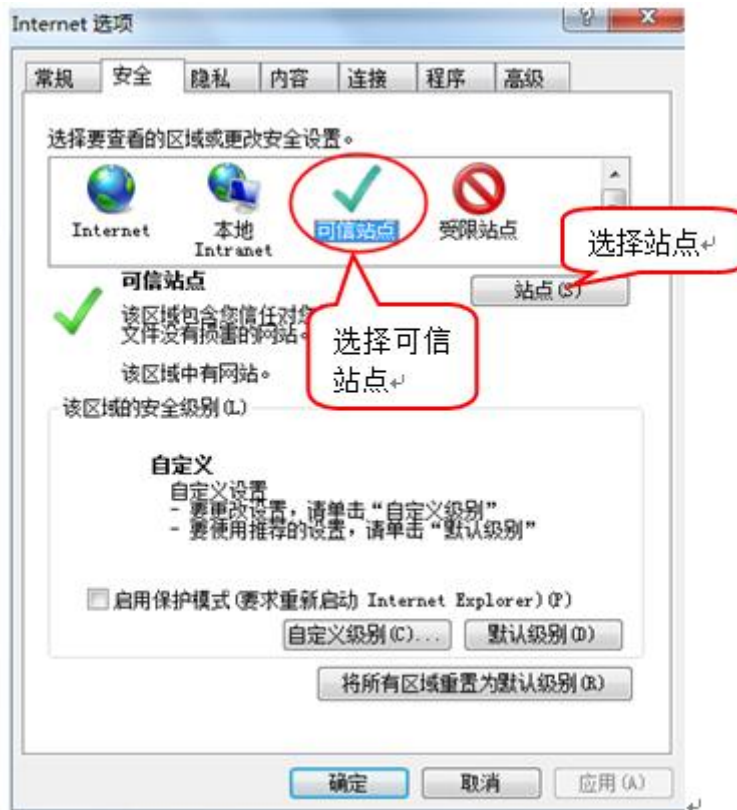 Internet 选项
常规 安全 隐私 内容 连接 程序 高级
选择要查看的区域或更改安全设置。
Internet 本地 Intranet 可信站点 受限站点
选择站点↵
可信站点
站点(S)
该区域包含您信任对您
文件没有损害的网站。
选择可信
站点↵
该区域中有网站。
该区域的安全级别(L)
自定义
自定义设置
- 要更改设置，请单击“自定义级别”
- 要使用推荐的设置，请单击“默认级别”
启用保护模式(要求重新启动 Internet Explorer)(P)
自定义级别(C)... 默认级别(D)
将所有区域重置为默认级别(R)
确定 取消 应用(A)
↵